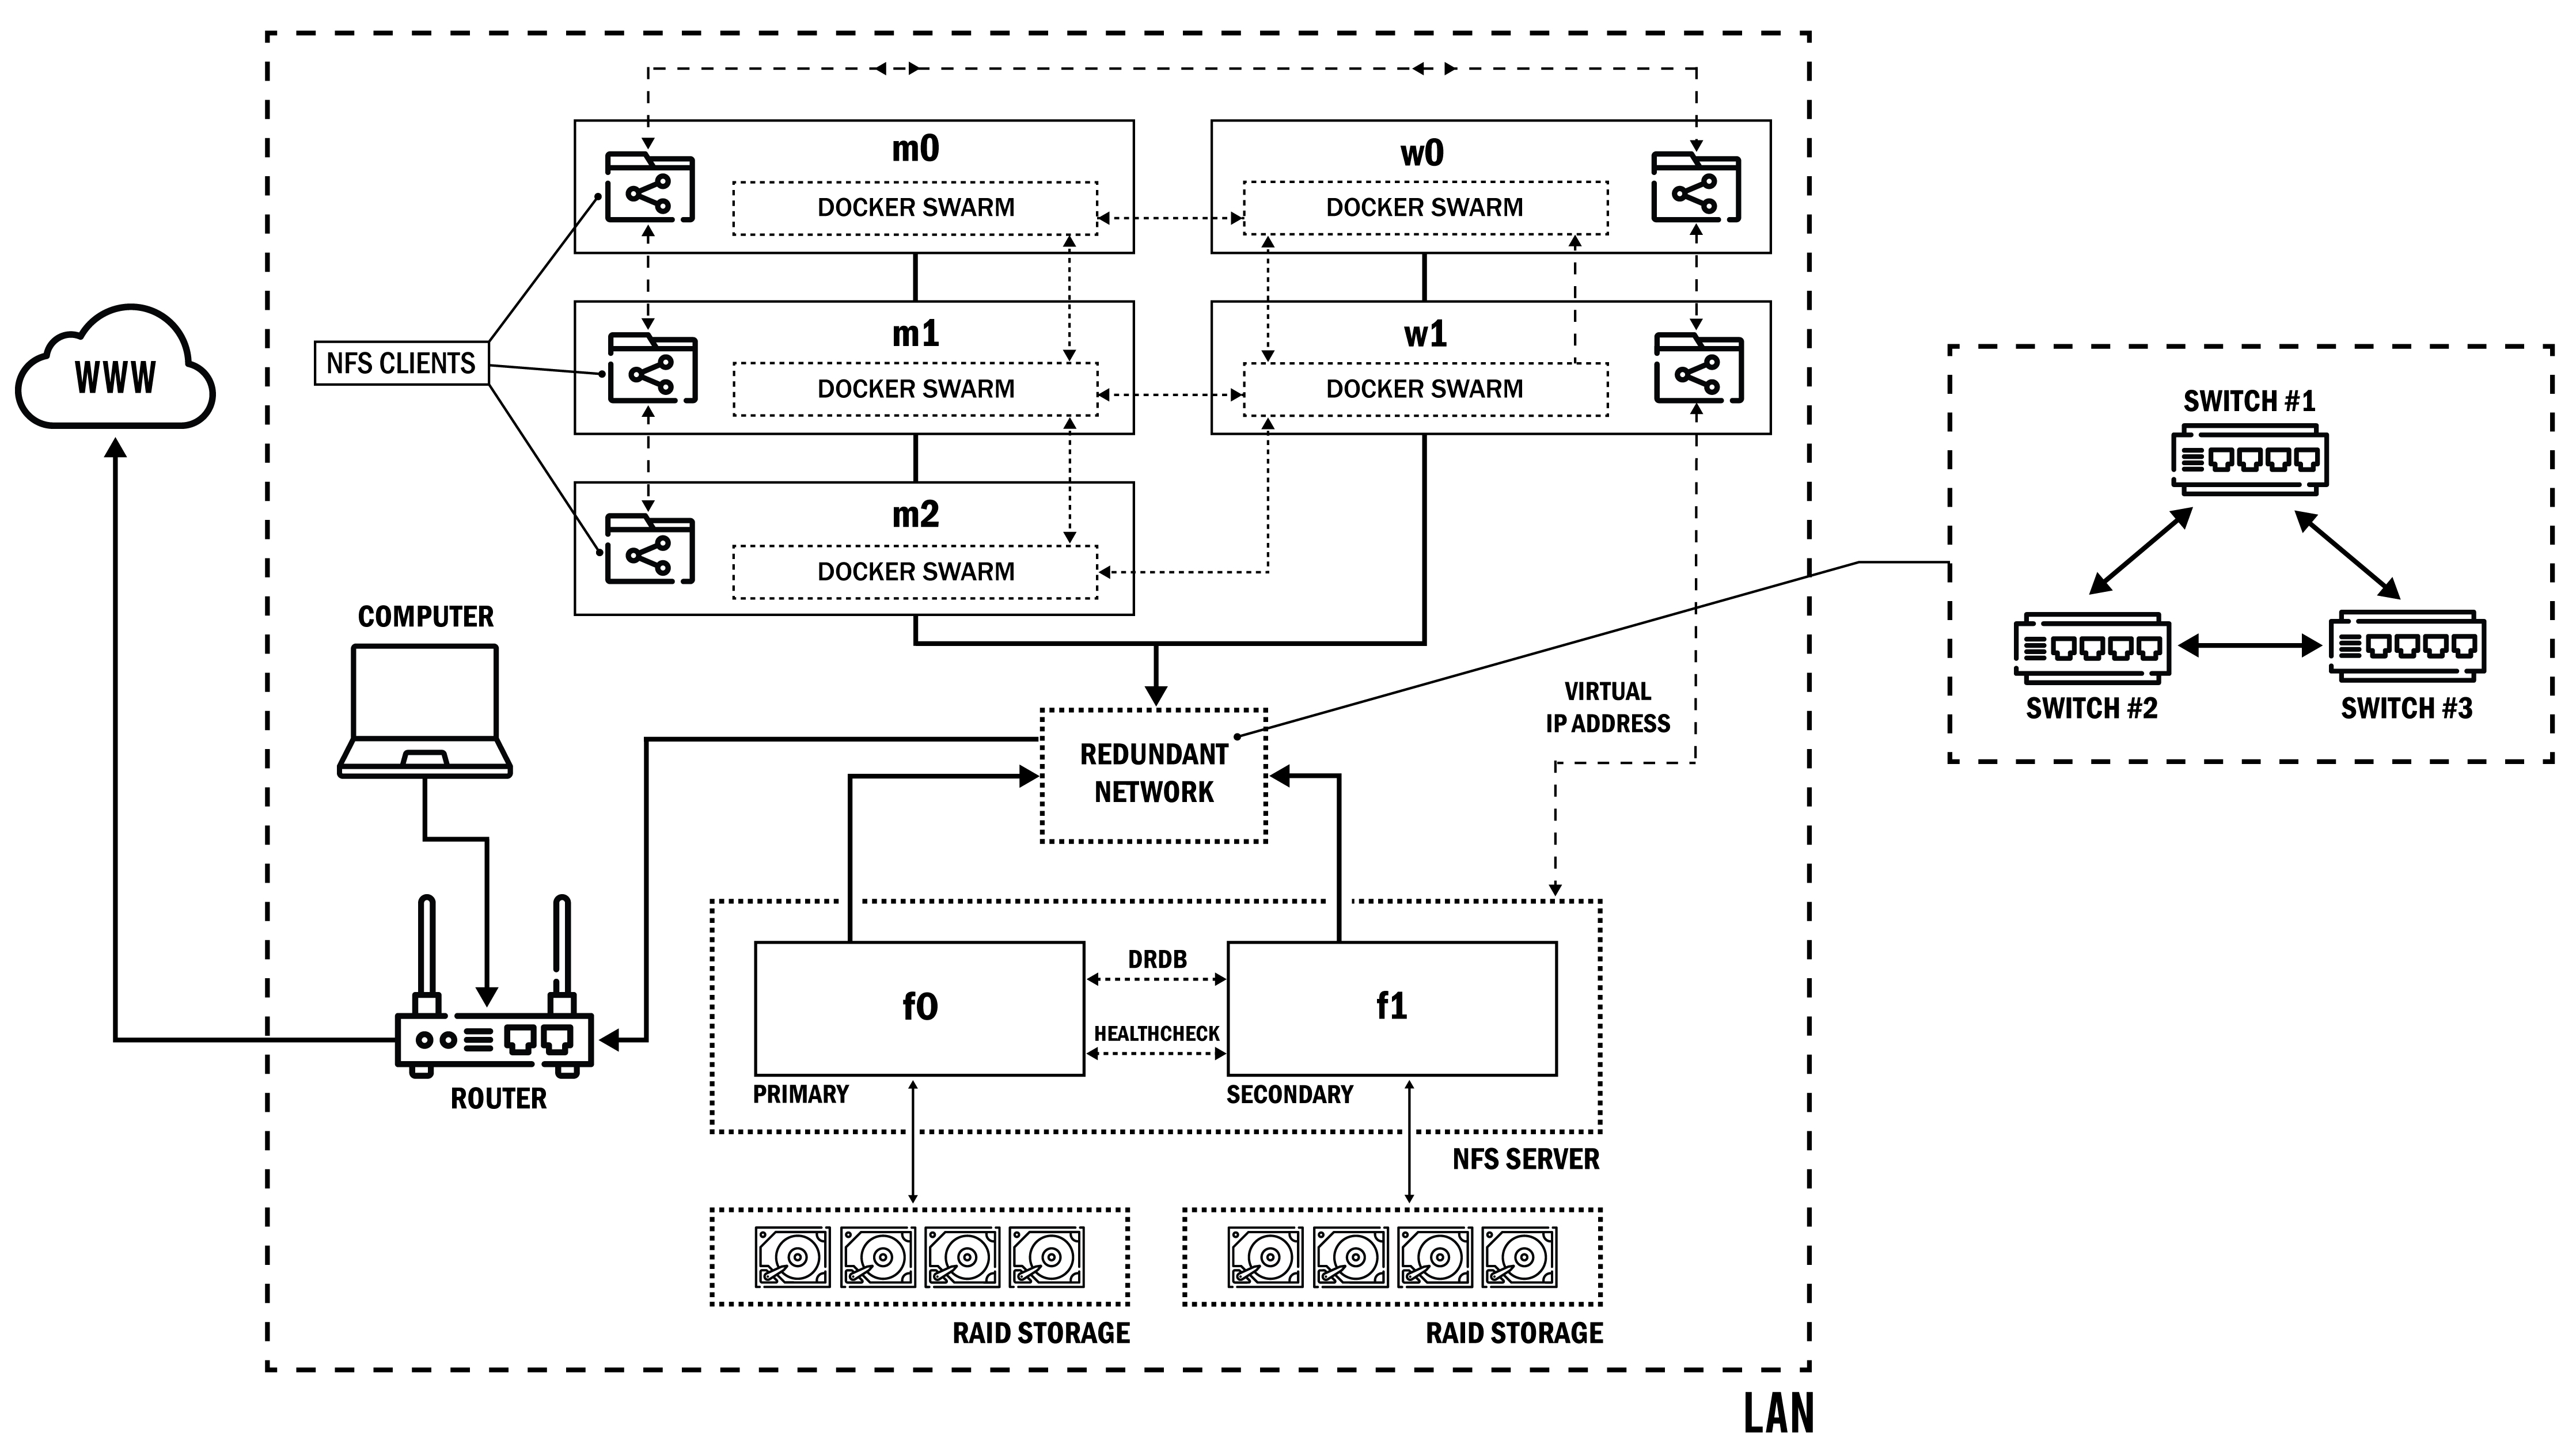 m0
DOCKER SWARM
w0
DOCKER SWARM
m1
DOCKER SWARM
w1
DOCKER SWARM
NFS CLIENTS
WWW
m2
DOCKER SWARM
SWITCH #1
SWITCH #2
SWITCH #3
COMPUTER
VIRTUAL
IP ADDRESS
REDUNDANT
NETWORK
f0
DRDB
HEALTHCHECK
f1
PRIMARY
SECONDARY
ROUTER
NFS SERVER
RAID STORAGE
RAID STORAGE
LAN